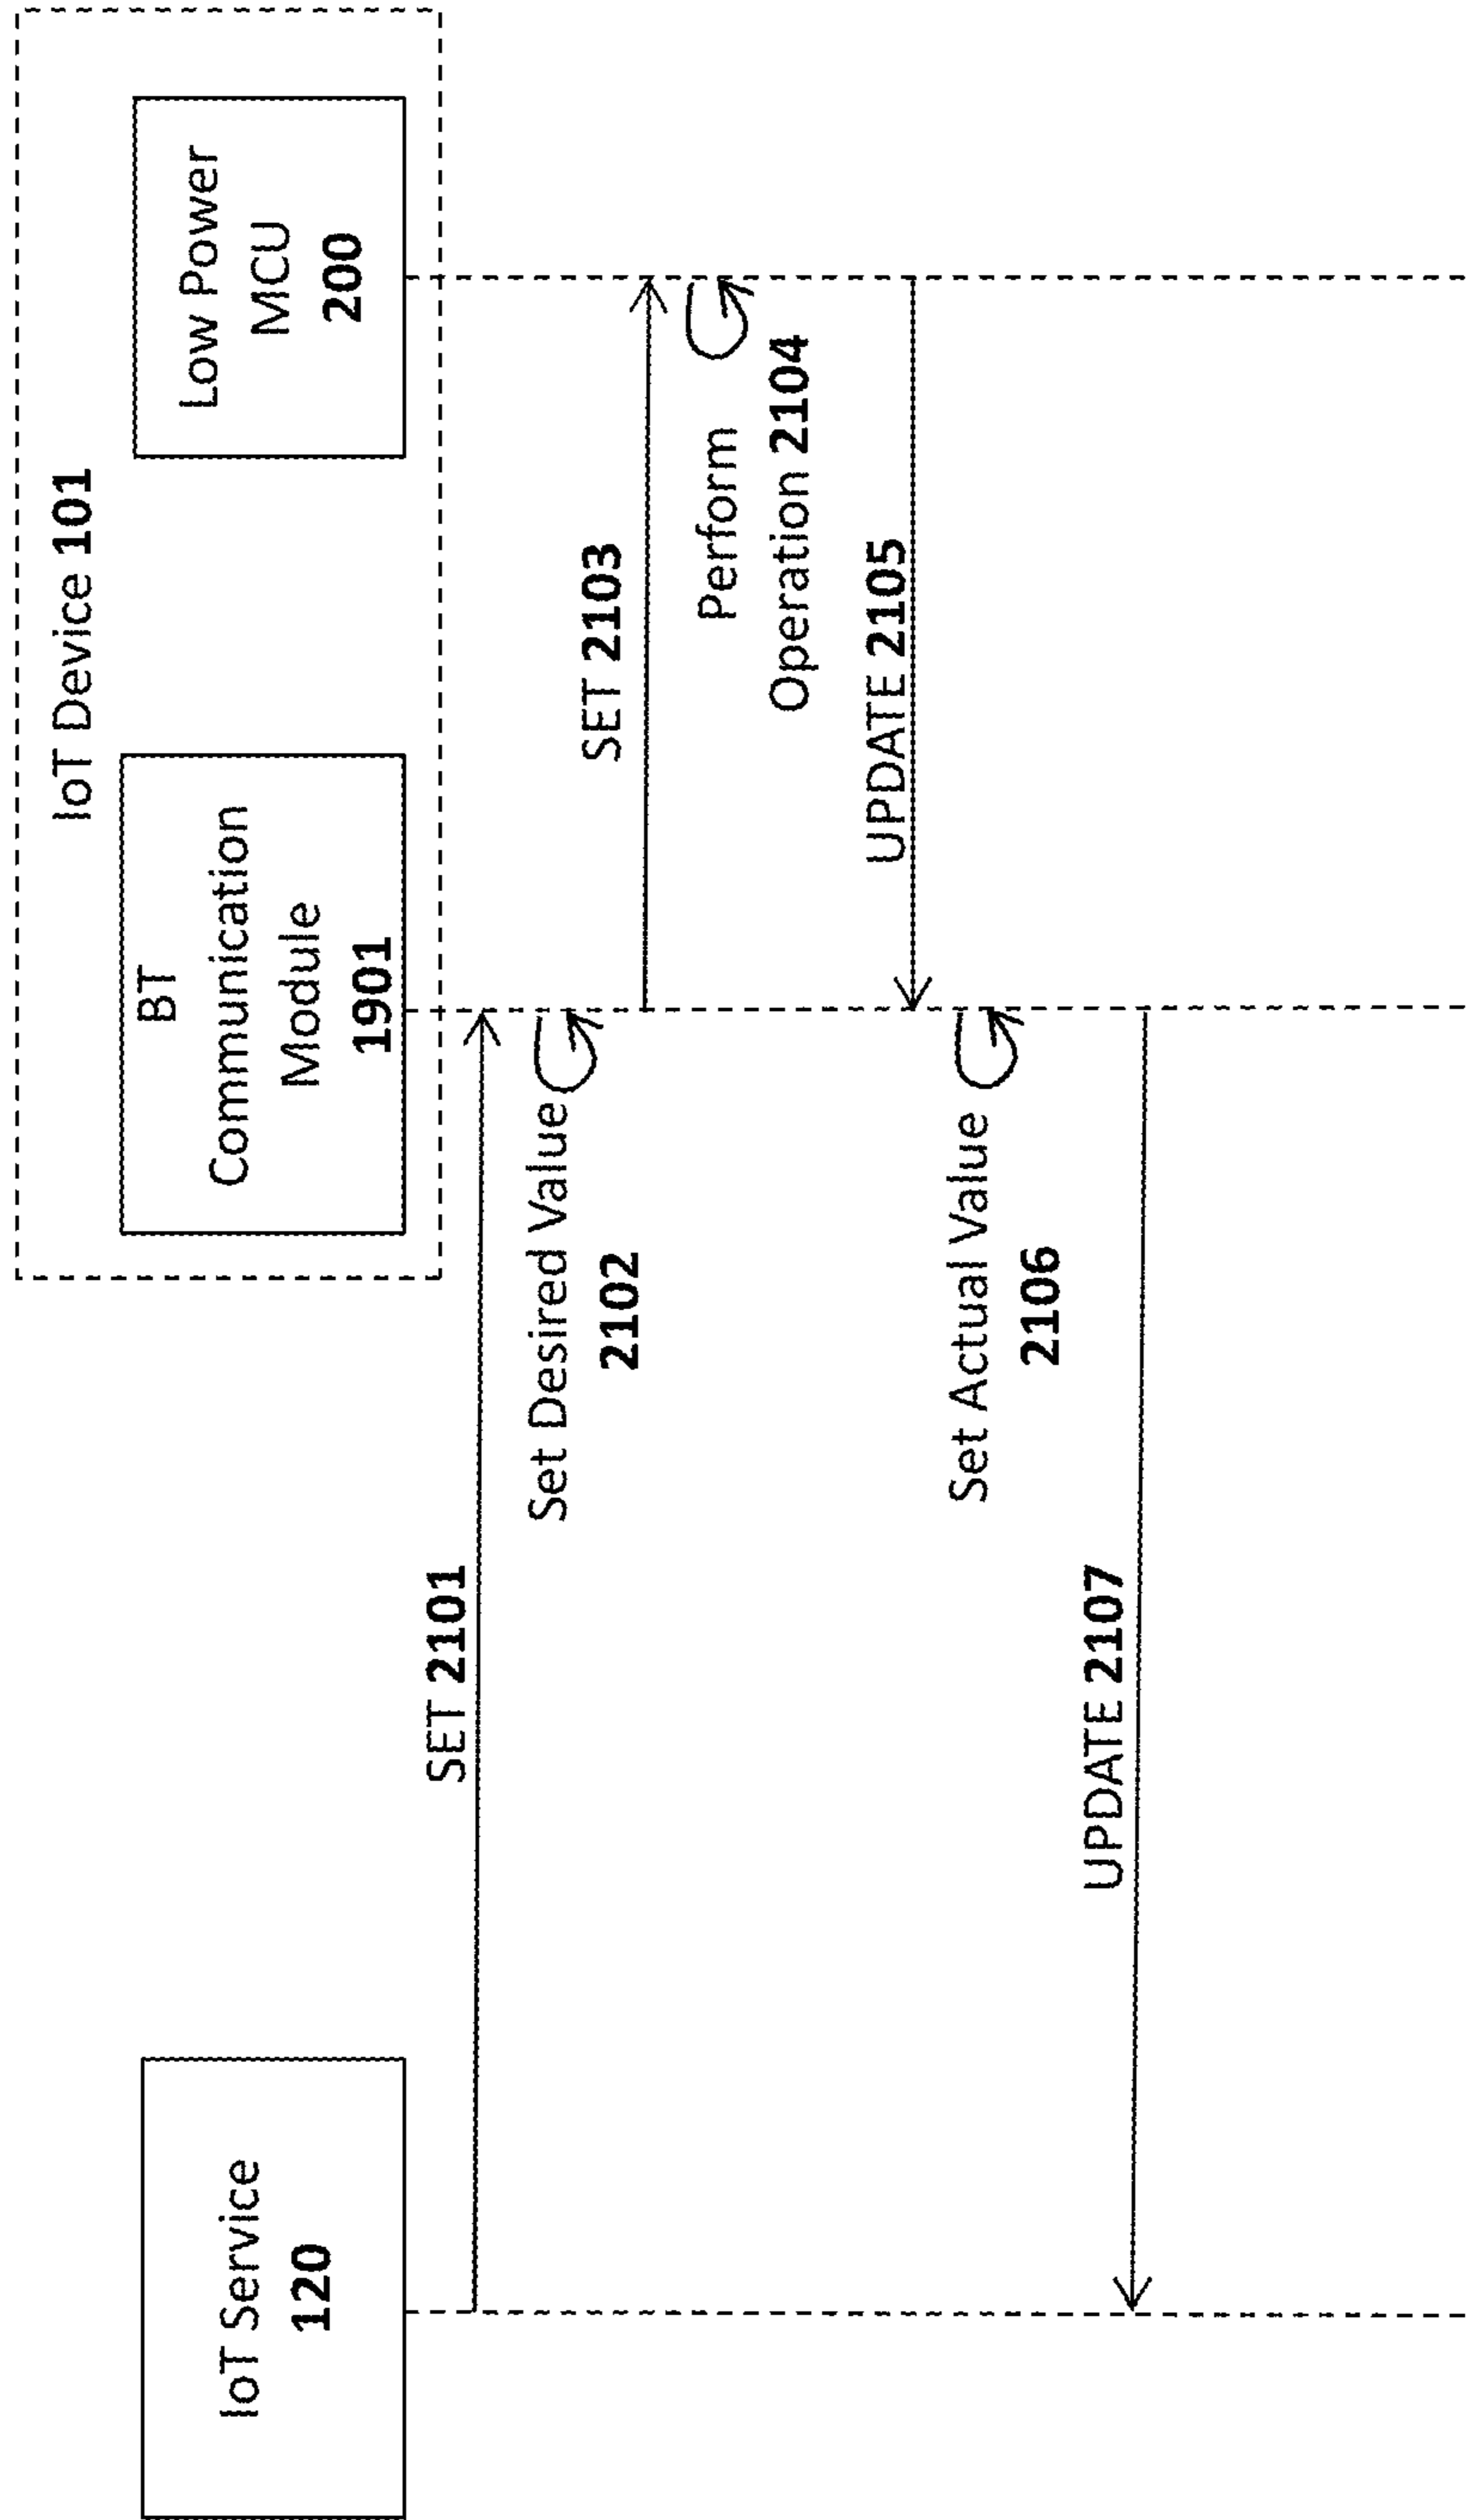 IoT Device 101
IoT Service
120
BT
Communication
Module
1901
Low Power
MCU
200
SET 2101
Set Desired Value
2102
SET 2103
Perform
Operation 2104
UPDATE 2105
Set Actual Value
2106
UPDATE 2107